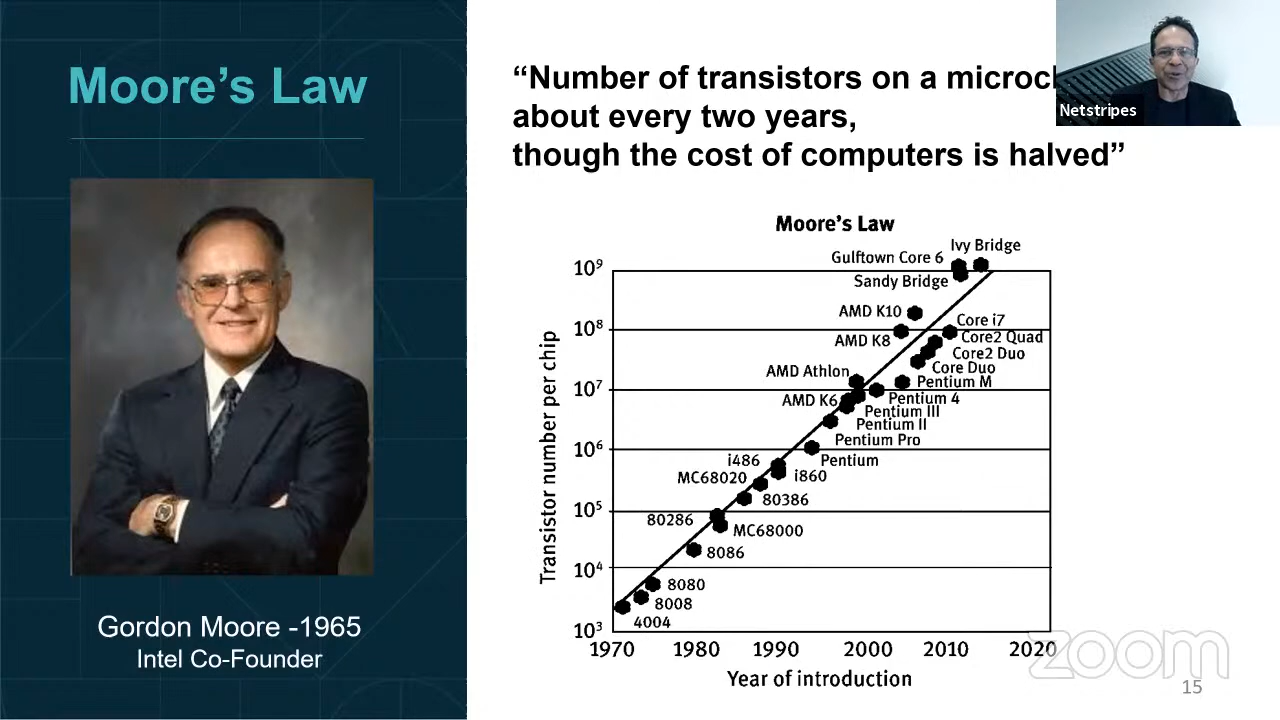 Moore's Law
Gordon Moore -1965
Intel Co-Founder
“Number of transistors on a
about every two years,
though the cost of computers is halved”
Netstripes
Moore's Law
Ivy Bridge
Gulftown Core 6
Sandy Bridge
AMD K10
Core i7
AMD K8
Core2 Quad
Core2 Duo
Core Duo
AMD Athlon
Pentium M
AMD K6
Pentium 4
Pentium III
Pentium II
Pentium Pro
i486
Pentium
MC68020
i860
80386
80286
MC68000
8086
8080
8008
4004
Transistor number per chip
10⁹
10⁸
10⁷
10⁶
10⁵
10⁴
10³
1970 1980 1990 2000 2010 2020
Year of introduction
zoom
15